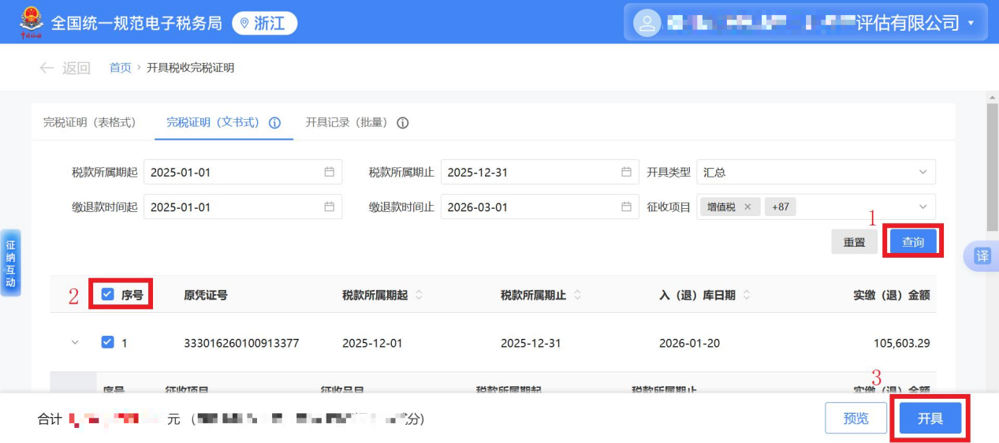 全国统一规范电子税务局 浙江 评估有限公司
返回 首页 > 开具税收完税证明
完税证明（表格式） 完税证明（文书式） 开具记录（批量）
税款所属期起 2025-01-01 税款所属期止 2025-12-31 开具类型 汇总
缴退款时间起 2025-01-01 缴退款时间止 2026-03-01 征收项目 增值税 × +87
1
重置 查询
征纳互动
译
2 序号 原凭证号 税款所属期起 税款所属期止 入（退）库日期 实缴（退）金额
1 333016260100913377 2025-12-01 2025-12-31 2026-01-20 105,603.29
3
序号 征收项目 征收品目 税款所属期起 税款所属期止 实缴（退）金额
合计 元 （ 分)
预览 开具